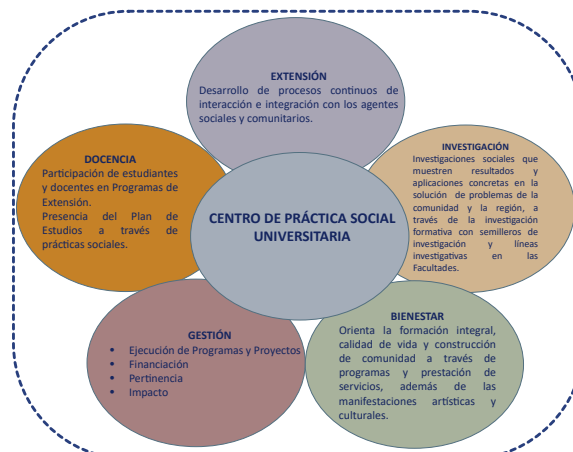 EXTENSIÓN
Desarrollo de procesos continuos de
interacción e integración con los agentes
sociales y comunitarios.
DOCENCIA
Participación de estudiantes
y docentes en Programas de
Extensión.
Presencia del Plan de
Estudios a través de
prácticas sociales.
CENTRO DE PRÁCTICA SOCIAL
UNIVERSITARIA
INVESTIGACIÓN
Investigaciones sociales que
muestren resultados y
aplicaciones concretas en la
solución de problemas de la
comunidad y la región, a
través de la investigación
formativa con semilleros de
investigación y líneas
investigativas en las
Facultades.
GESTIÓN
• Ejecución de Programas y Proyectos
• Financiación
• Pertinencia
• Impacto
BIENESTAR
Orienta la formación integral,
calidad de vida y construcción
de comunidad a través de
programas y prestación de
servicios, además de las
manifestaciones artísticas y
culturales.